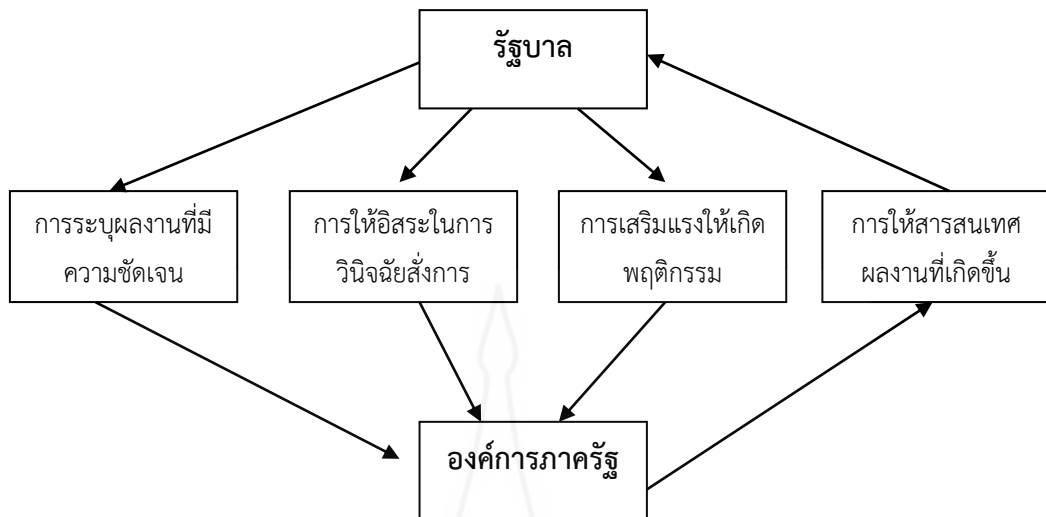 รัฐบาล
การระบุผลงานที่มี
ความชัดเจน
การให้อิสระในการ
วินิจฉัยสั่งการ
การเสริมแรงให้เกิด
พฤติกรรม
การให้สารสนเทศ
ผลงานที่เกิดขึ้น
องค์การภาครัฐ